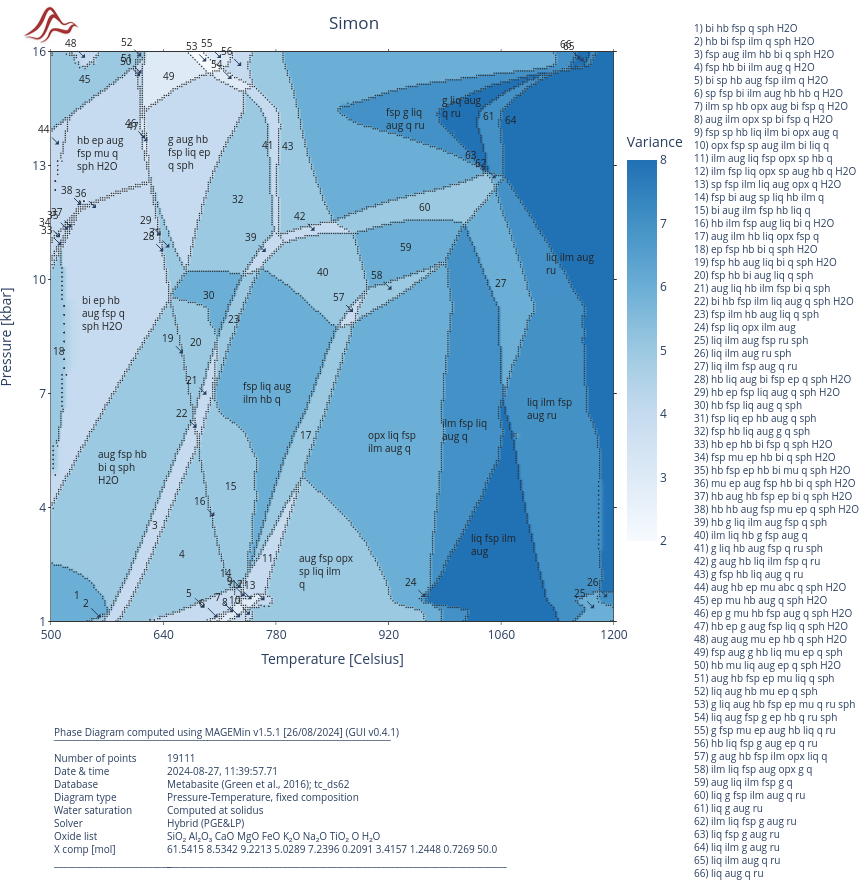 Simon
48
52
53
55
56
66
65
16
51
50
54
49
45
44
46
47
hb ep aug
fsp mu q
sph H2O
g aug hb
fsp liq ep
q sph
41
43
fsp g liq
aug q ru
g liq aug
q ru
61
64
63
62
13
38
36
37
34
33
29
28
32
39
42
60
59
40
58
57
liq ilm aug
ru
27
10
30
23
bi ep hb
aug fsp q
sph H2O
18
19
20
21
22
fsp liq aug
ilm hb q
7
17
opx liq fsp
ilm aug q
ilm fsp liq
aug q
liq ilm fsp
aug ru
aug fsp hb
bi q sph
H2O
15
16
4
3
4
liq fsp ilm
aug
11
aug fsp opx
sp liq ilm
q
14
13
24
26
25
1
2
5
7
8
10
1
500
640
780
920
1060
1200
Temperature [Celsius]
Pressure [kbar]
Variance
8
7
6
5
4
3
2
1) bi hb fsp q sph H2O
2) hb bi fsp ilm q sph H2O
3) fsp aug ilm hb bi q sph H2O
4) fsp hb bi ilm aug q H2O
5) bi sp hb aug fsp ilm q H2O
6) sp fsp bi ilm aug hb hb q H2O
7) ilm sp hb opx aug bi fsp q H2O
8) aug ilm opx sp bi fsp q H2O
9) fsp sp hb liq ilm bi opx aug q
10) opx fsp sp aug ilm bi liq q
11) ilm aug liq fsp opx sp hb q
12) ilm fsp liq opx sp aug hb q H2O
13) sp fsp ilm liq aug opx q H2O
14) fsp bi aug sp liq hb ilm q
15) bi aug ilm fsp hb liq q
16) hb ilm fsp aug liq bi q H2O
17) aug ilm hb liq opx fsp q
18) ep fsp hb bi q sph H2O
19) fsp hb aug liq bi q sph H2O
20) fsp hb bi aug liq q sph
21) aug liq hb ilm fsp bi q sph
22) bi hb fsp ilm liq aug q sph H2O
23) fsp ilm hb aug liq q sph
24) fsp liq opx ilm aug
25) liq ilm aug fsp ru sph
26) liq ilm aug ru sph
27) liq ilm fsp aug q ru
28) hb liq aug bi fsp ep q sph H2O
29) hb ep fsp liq aug q sph H2O
30) hb fsp liq aug q sph
31) fsp liq ep hb aug q sph
32) fsp hb liq aug g q sph
33) hb ep hb bi fsp q sph H2O
34) fsp mu ep hb bi q sph H2O
35) hb fsp ep hb bi mu q sph H2O
36) mu ep aug fsp hb bi q sph H2O
37) hb aug hb fsp ep bi q sph H2O
38) hb hb aug fsp mu ep q sph H2O
39) hb g liq ilm aug fsp q sph
40) ilm liq hb g fsp aug q
41) g liq hb aug fsp q ru sph
42) g aug hb liq ilm fsp q ru
43) g fsp hb liq aug q ru
44) aug hb ep mu abc q sph H2O
45) ep mu hb aug q sph H2O
46) ep g mu hb fsp aug q sph H2O
47) hb ep g aug fsp liq q sph H2O
48) aug aug mu ep hb q sph H2O
49) fsp aug g hb liq mu ep q sph
50) hb mu liq aug ep q sph H2O
51) aug hb fsp ep mu liq q sph
52) liq aug hb mu ep q sph
53) g liq aug hb fsp ep mu q ru sph
54) liq aug fsp g ep hb q ru sph
55) g fsp mu ep aug hb liq q ru
56) hb liq fsp g aug ep q ru
57) g aug hb fsp ilm opx liq q
58) ilm liq fsp aug opx g q
59) aug liq ilm fsp g q
60) liq g fsp ilm aug q ru
61) liq g aug ru
62) ilm liq fsp g aug ru
63) liq fsp g aug ru
64) liq ilm g aug ru
65) liq ilm aug q ru
66) liq aug q ru
Phase Diagram computed using MAGEMin v1.5.1 [26/08/2024] (GUI v0.4.1)
Number of points 19111
Date & time 2024-08-27, 11:39:57.71
Database Metabasite (Green et al., 2016); tc_ds62
Diagram type Pressure-Temperature, fixed composition
Water saturation Computed at solidus
Solver Hybrid (PGE&LP)
Oxide list SiO₂ Al₂O₃ CaO MgO FeO K₂O Na₂O TiO₂ O H₂O
X comp [mol] 61.5415 8.5342 9.2213 5.0289 7.2396 0.2091 3.4157 1.2448 0.7269 50.0